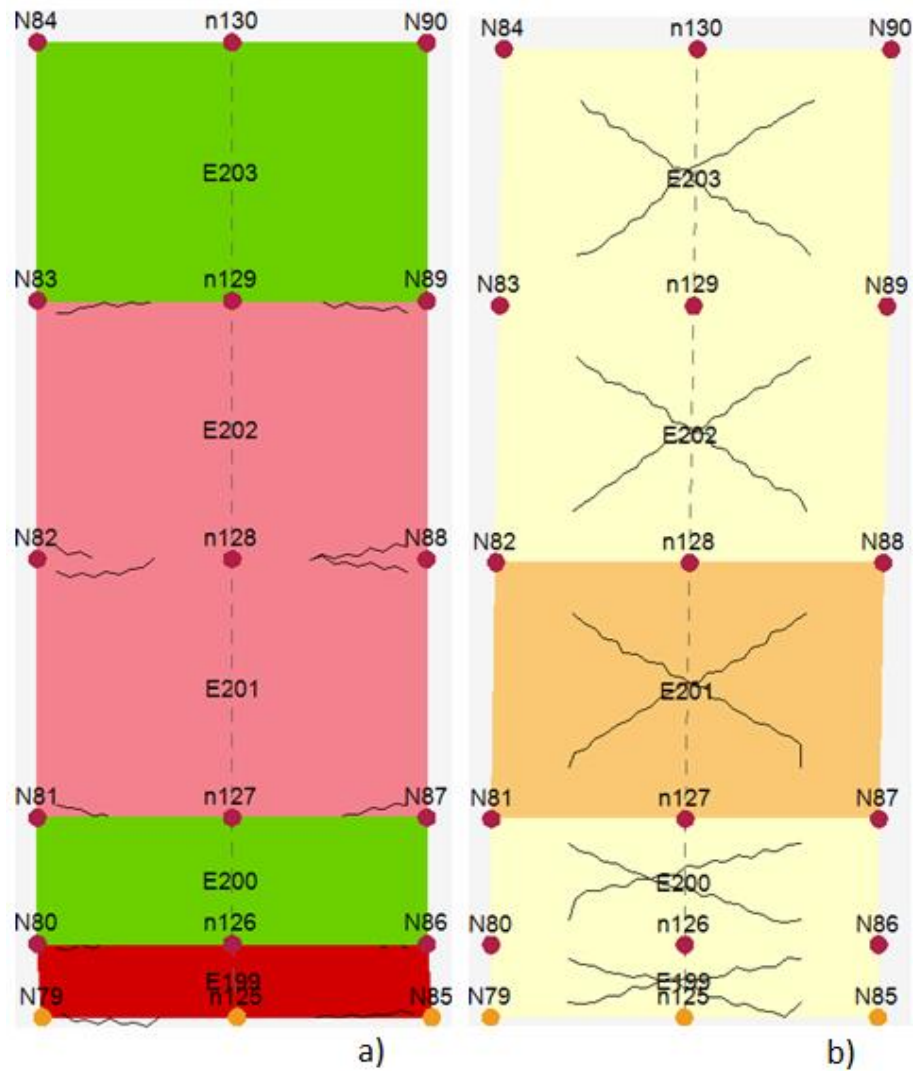 N84 n130 N90
E203
N83 n129 N89
E202
N82 n128 N88
E201
N81 n127 N87
E200
N80 n126 N86
E199
N79 n125 N85
a)
N84 n130 N90
E203
N83 n129 N89
E202
N82 n128 N88
E201
N81 n127 N87
E200
N80 n126 N86
E199
N79 n125 N85
b)